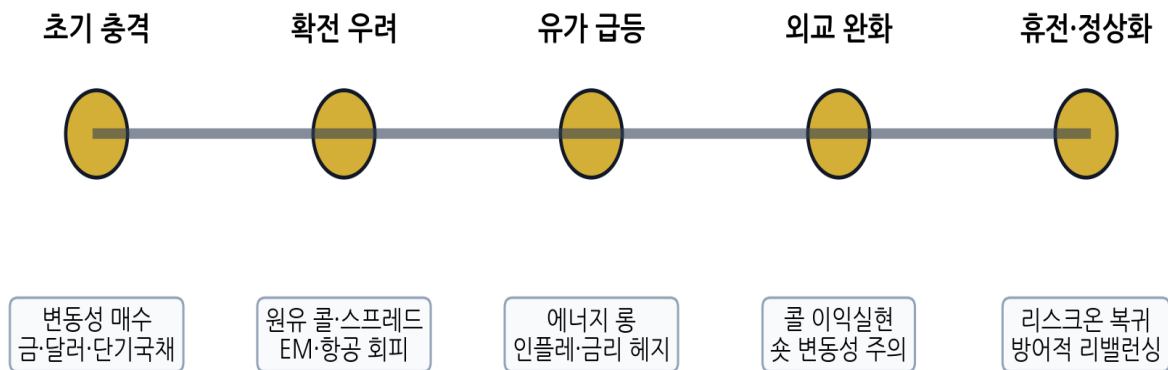 초기 충격
확전 우려
유가 급등
외교 완화
휴전·정상화
변동성 매수
금·달러·단기국채
원유 콜·스프레드
EM·항공 회피
에너지 롱
인플레·금리 헤지
콜 이익실현
숏 변동성 주의
리스크온 복귀
방어적 리밸런싱